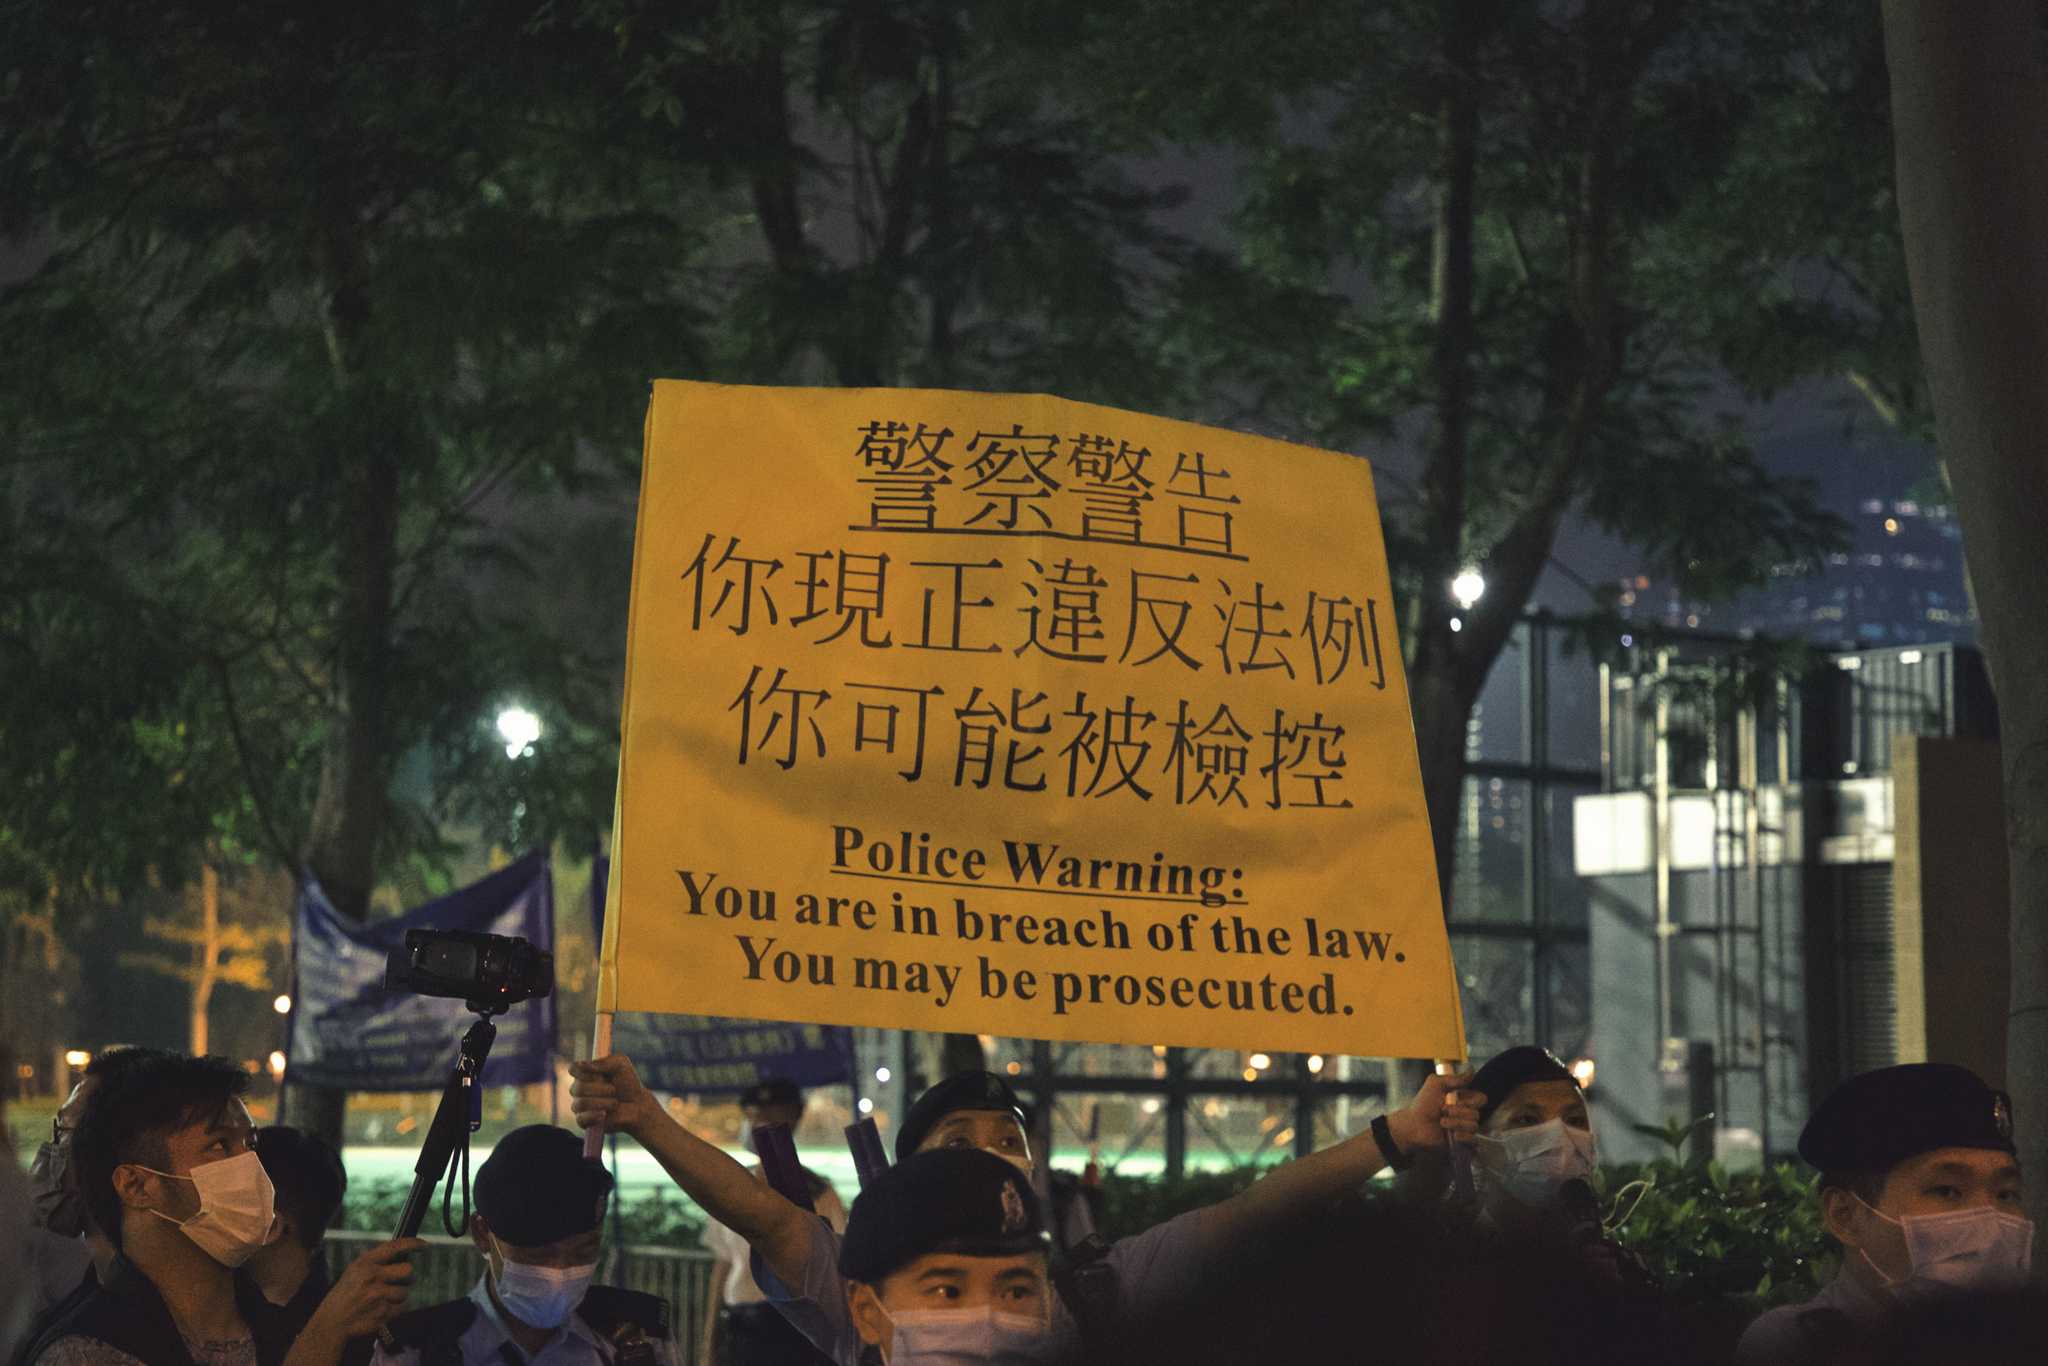 警察警告
你現正違反法例
你可能被檢控
Police Warning:
You are in breach of the law.
You may be prosecuted.